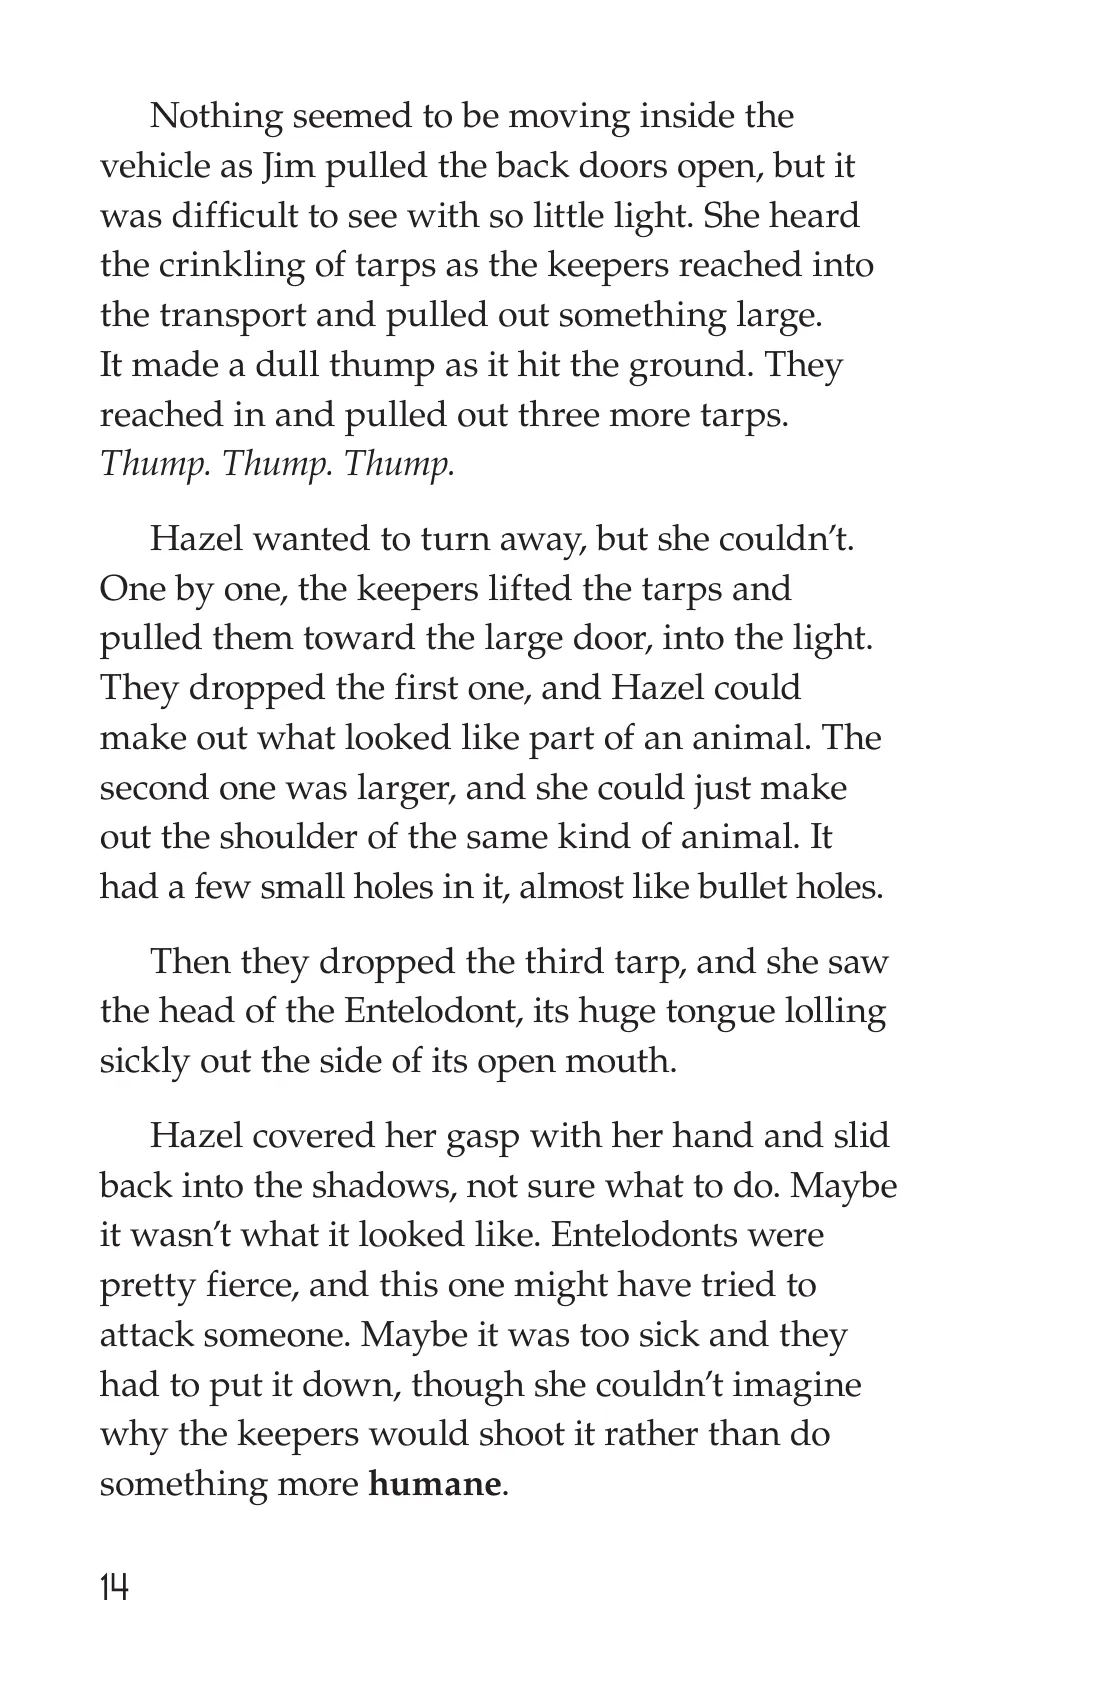 Nothing seemed to be moving inside the
vehicle as Jim pulled the back doors open, but it
was difficult to see with so little light. She heard
the crinkling of tarps as the keepers reached into
the transport and pulled out something large.
It made a dull thump as it hit the ground. They
reached in and pulled out three more tarps.
Thump. Thump. Thump.
Hazel wanted to turn away, but she couldn’t.
One by one, the keepers lifted the tarps and
pulled them toward the large door, into the light.
They dropped the first one, and Hazel could
make out what looked like part of an animal. The
second one was larger, and she could just make
out the shoulder of the same kind of animal. It
had a few small holes in it, almost like bullet holes.
Then they dropped the third tarp, and she saw
the head of the Entelodont, its huge tongue lolling
sickly out the side of its open mouth.
Hazel covered her gasp with her hand and slid
back into the shadows, not sure what to do. Maybe
it wasn’t what it looked like. Entelodonts were
pretty fierce, and this one might have tried to
attack someone. Maybe it was too sick and they
had to put it down, though she couldn’t imagine
why the keepers would shoot it rather than do
something more humane.
14